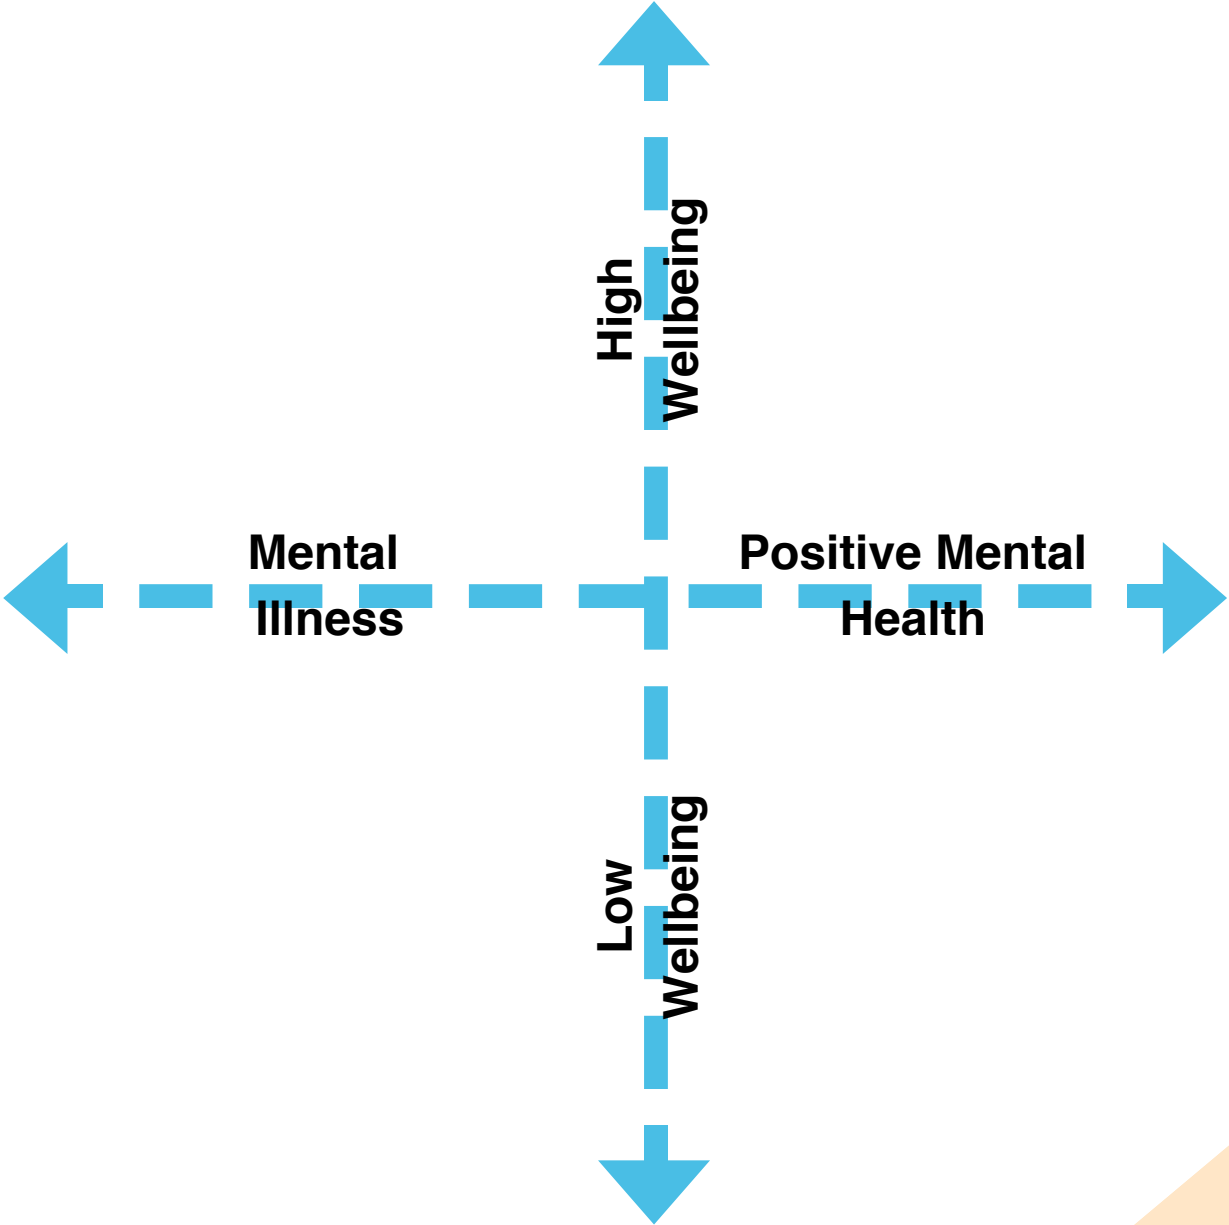 High
Wellbeing
Mental
Illness
Positive Mental
Health
Low
Wellbeing